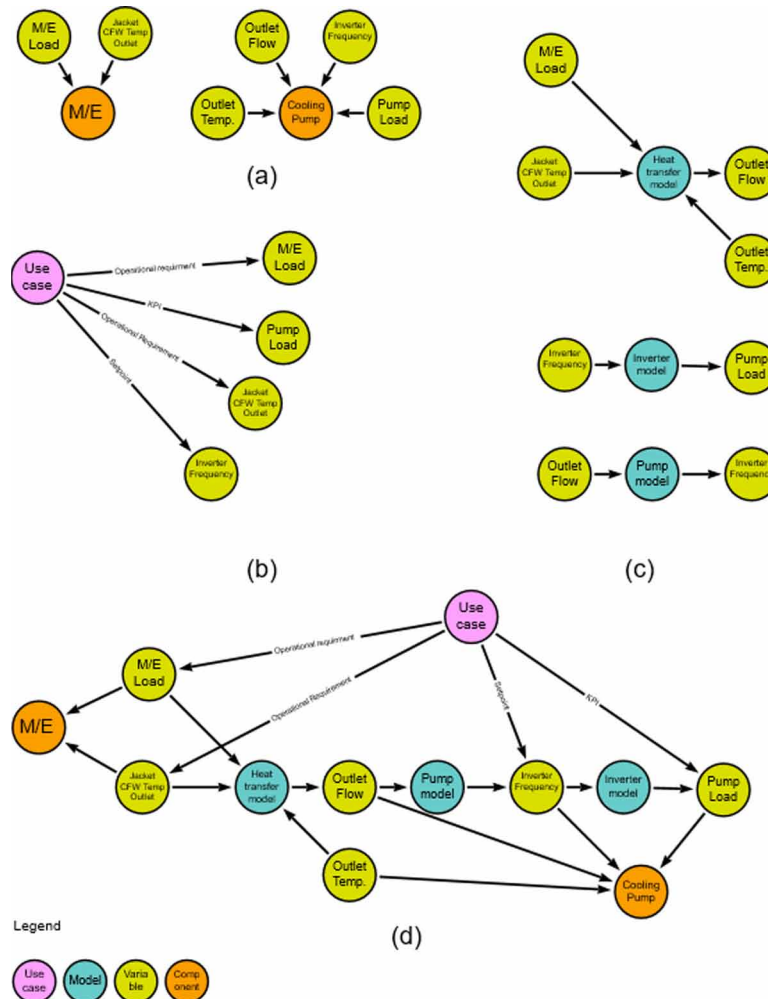 M/E
Load
Jacket
CFW Temp
Outlet
M/E
Outlet
Flow
Inverter
Frequency
Outlet
Temp.
Cooling
Pump
Pump
Load
(a)
Use
case
Operational requirment
M/E
Load
KPI
Pump
Load
Operational Requirement
Jacket
CFW Temp
Outlet
Setpoint
Inverter
Frequency
(b)
M/E
Load
Jacket
CFW Temp
Outlet
Heat
transfer
model
Outlet
Flow
Outlet
Temp.
Inverter
Frequency
Inverter
model
Pump
Load
Outlet
Flow
Pump
model
Inverter
Frequency
(c)
Use
case
Operational requirment
Operational Requirement
Setpoint
KPI
M/E
Load
M/E
Jacket
CFW Temp
Outlet
Heat
transfer
model
Outlet
Flow
Pump
model
Inverter
Frequency
Inverter
model
Pump
Load
Outlet
Temp.
Cooling
Pump
(d)
Legend
Use
case
Model
Varia
ble
Comp
onent